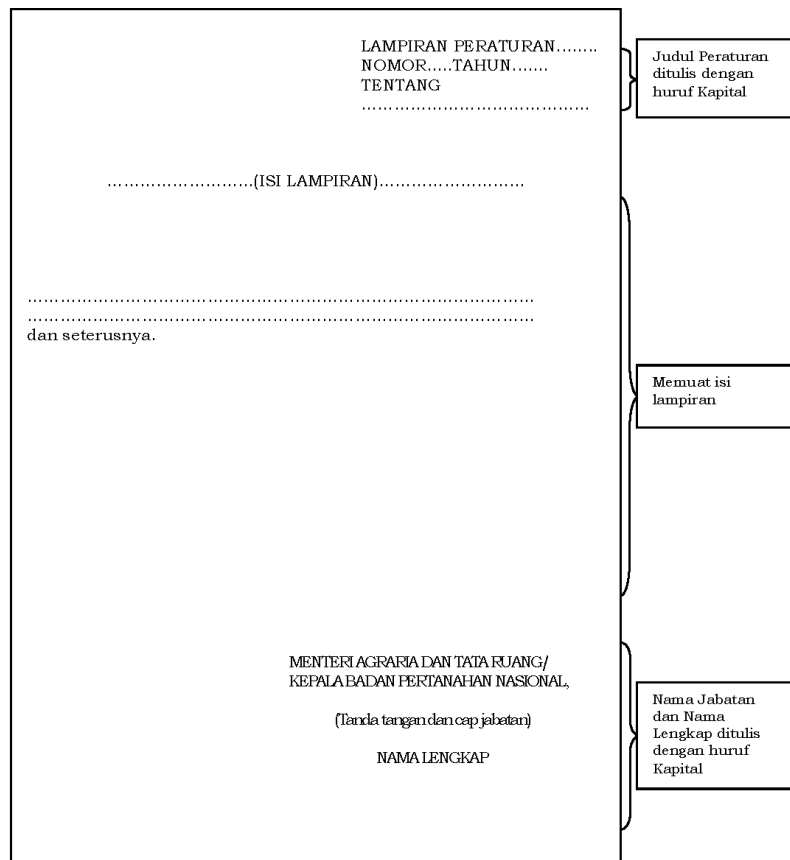 LAMPIRAN PERATURAN........
NOMOR.....TAHUN.......
TENTANG
.........................................
Judul Peraturan
ditulis dengan
huruf Kapital
..........................(ISI LAMPIRAN)..........................
............................................................................................
............................................................................................
dan seterusnya.
Memuat isi
lampiran
MENTERI AGRARIA DAN TATA RUANG/
KEPALA BADAN PERTANAHAN NASIONAL,
(Tanda tangan dan cap jabatan)
NAMA LENGKAP
Nama Jabatan
dan Nama
Lengkap ditulis
dengan huruf
Kapital